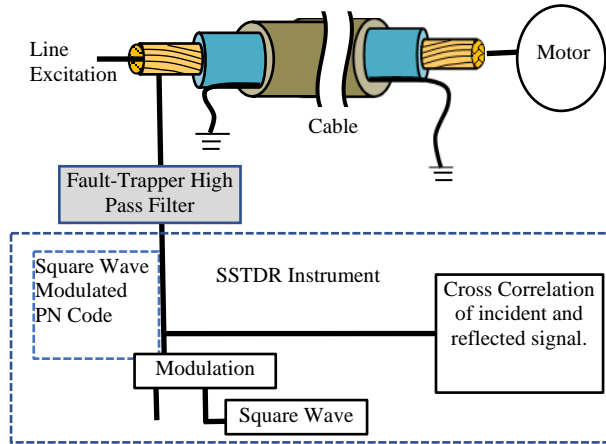 Line
Excitation
Motor
Cable
Fault-Trapper High
Pass Filter
Square Wave
Modulated
PN Code
SSTDR Instrument
Cross Correlation
of incident and
reflected signal.
Modulation
Square Wave